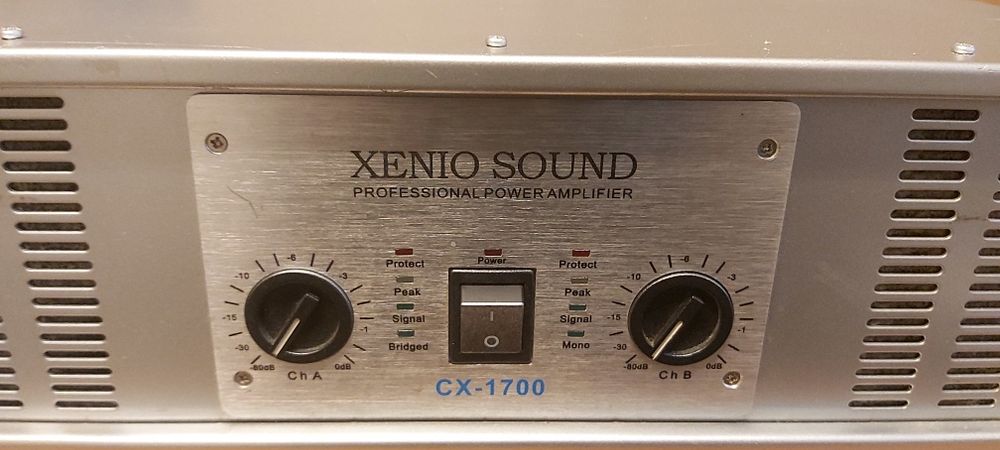 XENIO SOUND
PROFESSIONAL POWER AMPLIFIER
Protect
Peak
Signal
Bridged
Power
I
O
Protect
Peak
Signal
Mono
-80dB
-30
-15
-10
-6
-3
-1
0dB
Ch A
-80dB
-30
-15
-10
-6
-3
-1
0dB
Ch B
CX-1700